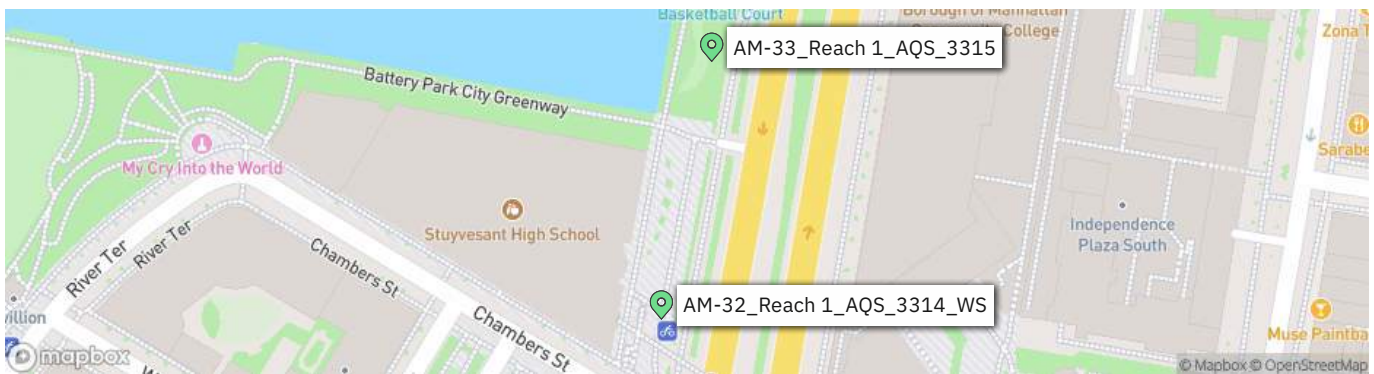 Basketball Court
Borough of Manhattan
Community College
Zona
AM-33_Reach 1_AQS_3315
Battery Park City Greenway
Sarabe
My Cry Into the World
Stuyvesant High School
Independence
Plaza South
River Ter
River Ter
Chambers St
AM-32_Reach 1_AQS_3314_WS
Chambers St
villion
Muse Paintba
mapbox
© Mapbox © OpenStreetMap